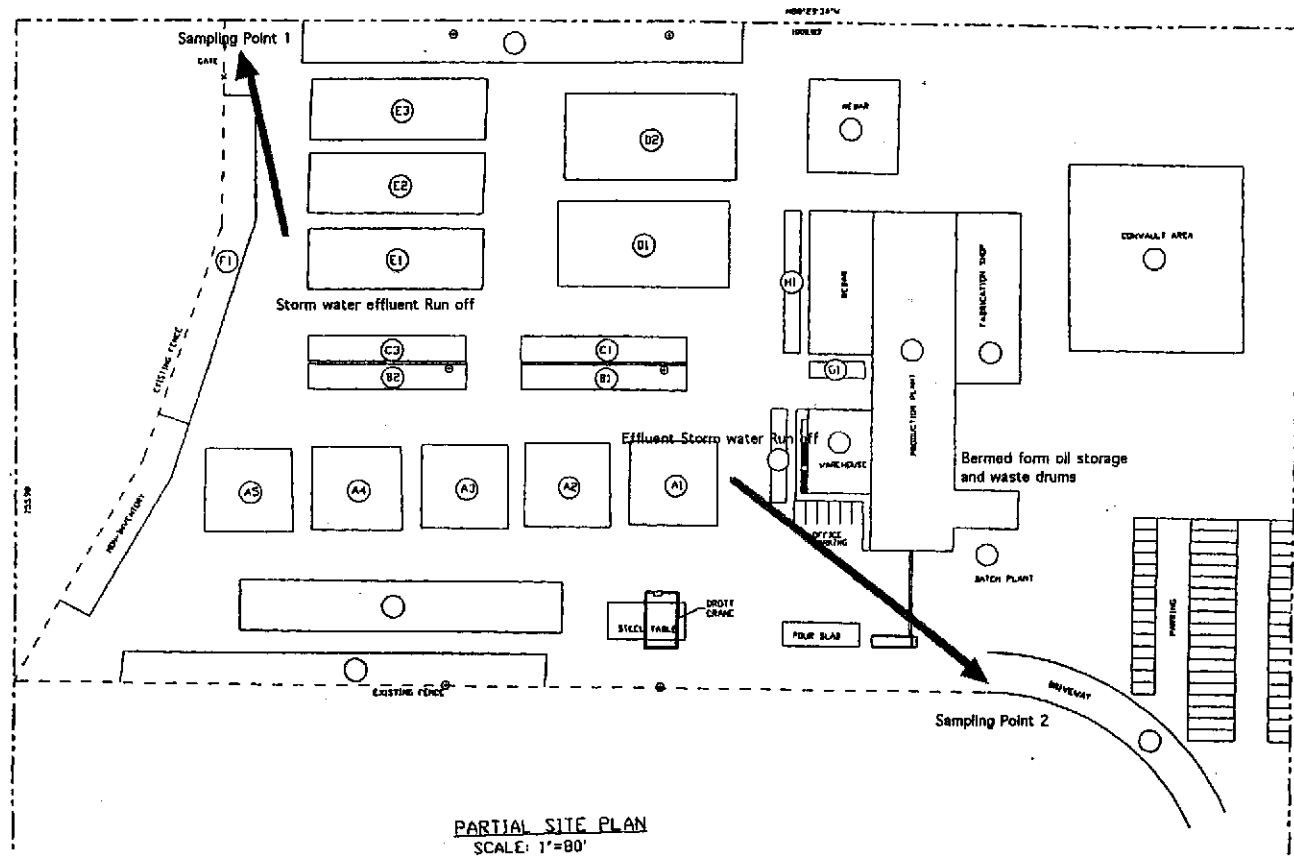 Sampling Point 1
GATE
E3
D2
REBAR
E2
CONVAULT AREA
D1
F1
E1
H1
REBAR
FABRICATION SHOP
Storm water effluent Run off
EXISTING FENCE
C3
C1
B2
B1
G1
PRODUCTION PLANT
Effluent Storm water Run off
WAREHOUSE
Bermed form oil storage
and waste drums
A5
A4
A3
A2
A1
NON-INVENTORY
OFFICE
PARKING
BATCH PLANT
PARKING
DROTT
CRANE
STEEL TABLE
POUR SLAB
EXISTING FENCE
DRIVEWAY
Sampling Point 2
PARTIAL SITE PLAN
SCALE: 1"=80'